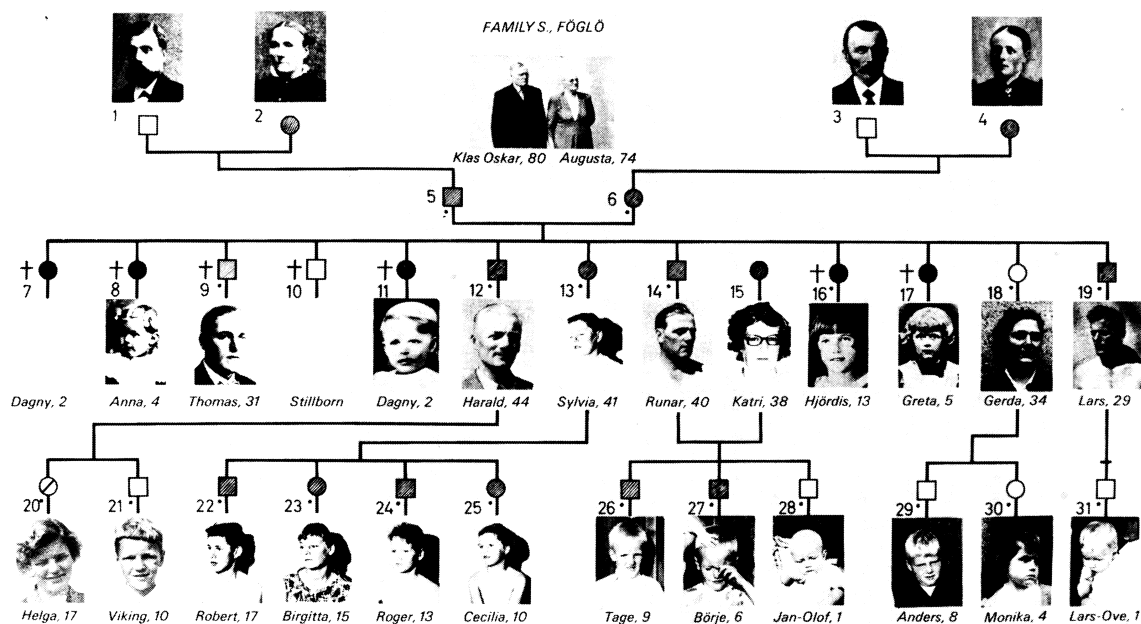 FAMILY S., FÖGLÖ
1
2
3
4
Klas Oskar, 80 Augusta, 74
5
6
7
8
9
10
11
12
13
14
15
16
17
18
19
Dagny, 2
Anna, 4
Thomas, 31
Stillborn
Dagny, 2
Harald, 44
Sylvia, 41
Runar, 40
Katri, 38
Hjördis, 13
Greta, 5
Gerda, 34
Lars, 29
20
21
22
23
24
25
26
27
28
29
30
31
Helga, 17
Viking, 10
Robert, 17
Birgitta, 15
Roger, 13
Cecilia, 10
Tage, 9
Börje, 6
Jan-Olof, 1
Anders, 8
Monika, 4
Lars-Ove, 1